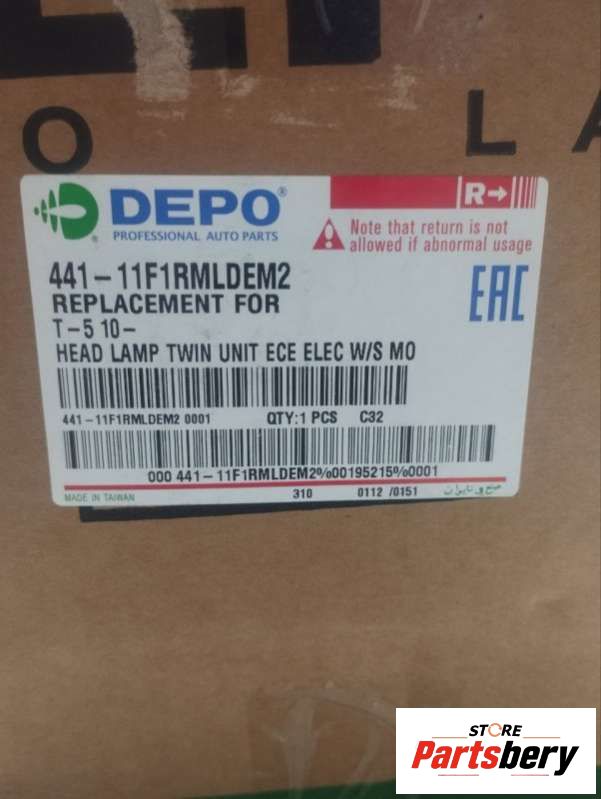 O LA
DEPO®
PROFESSIONAL AUTO PARTS
R→
Note that return is not
allowed if abnormal usage
441-11F1RMLDEM2
REPLACEMENT FOR
T-5 10-
HEAD LAMP TWIN UNIT ECE ELEC W/S MO
EAC
441-11F1RMLDEM2 0001 QTY:1 PCS C32
000 441-11F1RMLDEM2%00195215%0001
MADE IN TAIWAN 310 0112 /0151
STORE
Partsbery